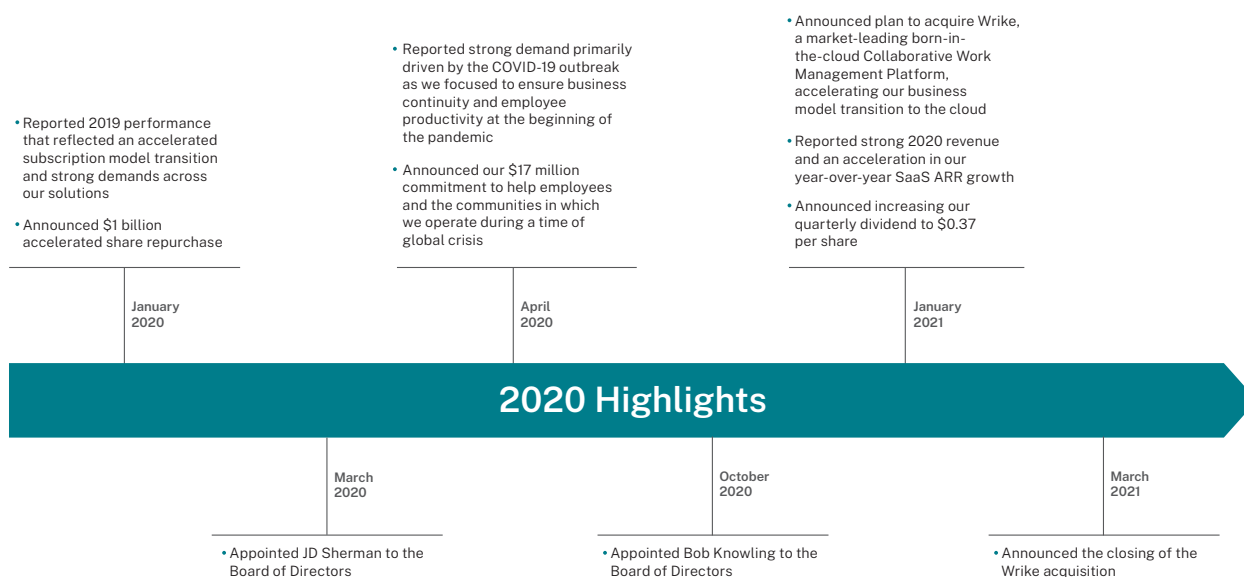 • Reported 2019 performance
that reflected an accelerated
subscription model transition
and strong demands across
our solutions
• Announced $1 billion
accelerated share repurchase
January
2020
• Reported strong demand primarily
driven by the COVID-19 outbreak
as we focused to ensure business
continuity and employee
productivity at the beginning of
the pandemic
• Announced our $17 million
commitment to help employees
and the communities in which
we operate during a time of
global crisis
April
2020
• Announced plan to acquire Wrike,
a market-leading born-in-
the-cloud Collaborative Work
Management Platform,
accelerating our business
model transition to the cloud
• Reported strong 2020 revenue
and an acceleration in our
year-over-year SaaS ARR growth
• Announced increasing our
quarterly dividend to $0.37
per share
January
2021
2020 Highlights
March
2020
• Appointed JD Sherman to the
Board of Directors
October
2020
• Appointed Bob Knowling to the
Board of Directors
March
2021
• Announced the closing of the
Wrike acquisition